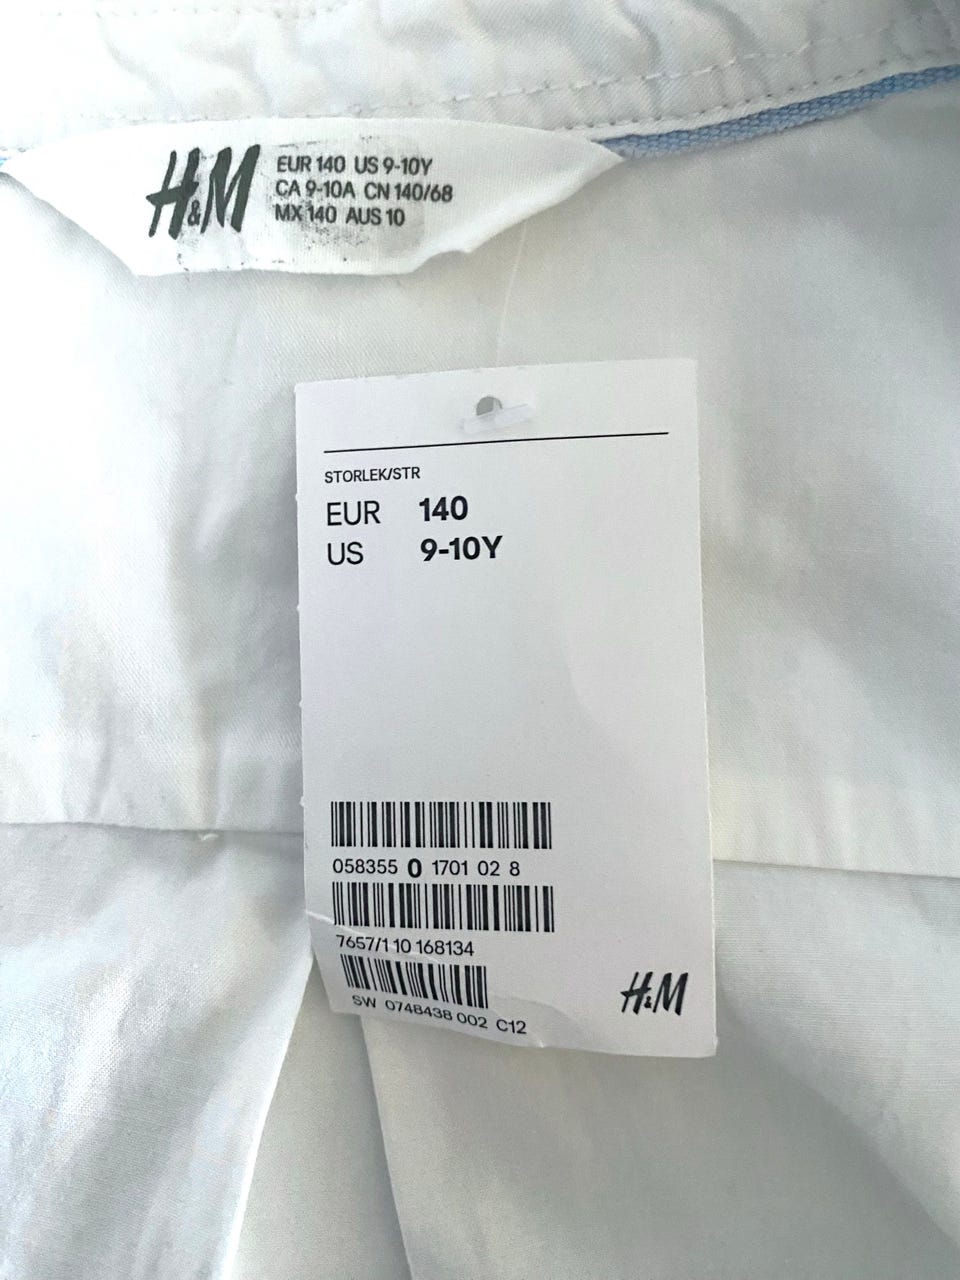 H&M
EUR 140 US 9-10Y
CA 9-10A CN 140/68
MX 140 AUS 10
STORLEK/STR
EUR 140
US 9-10Y
058355 0 1701 02 8
7657/1 10 168134
SW 0748438 002 C12
H&M